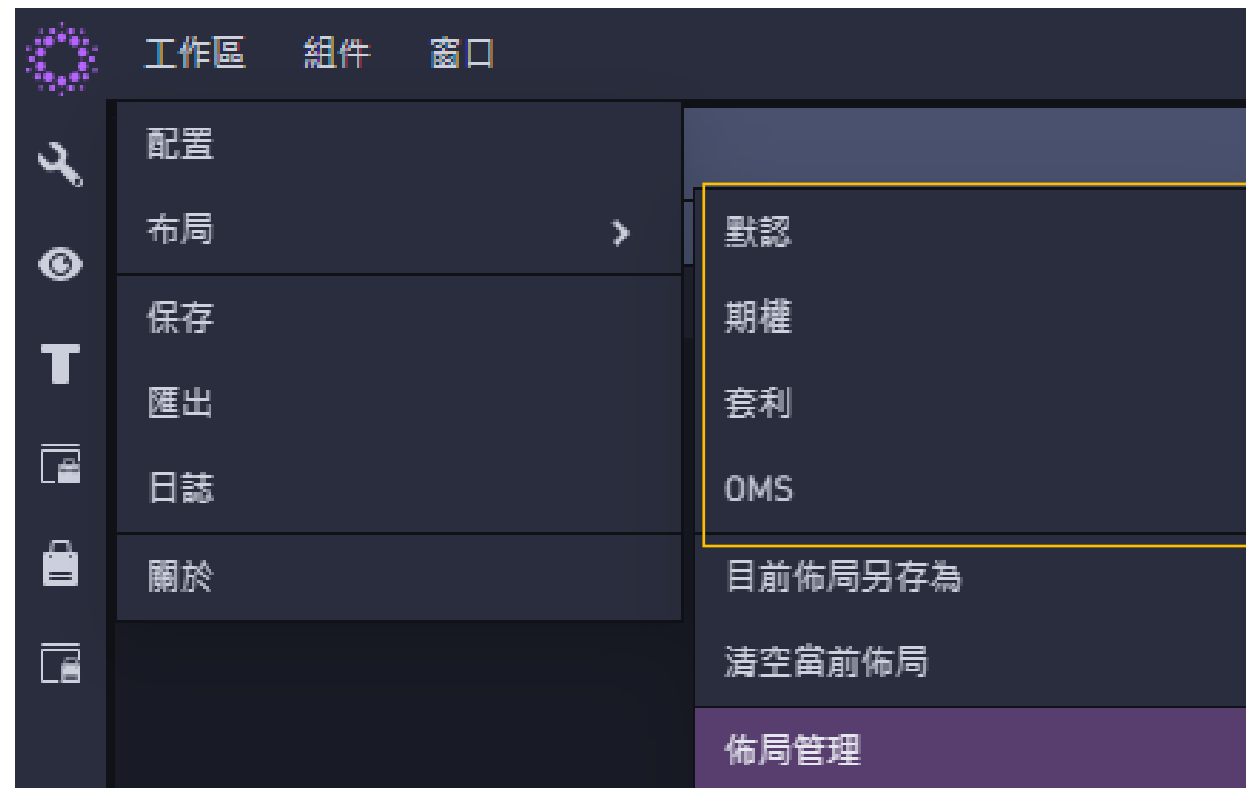 工作區 組件 窗口
配置
布局
保存
匯出
日誌
關於
默認
期權
套利
OMS
目前佈局另存為
清空當前佈局
佈局管理